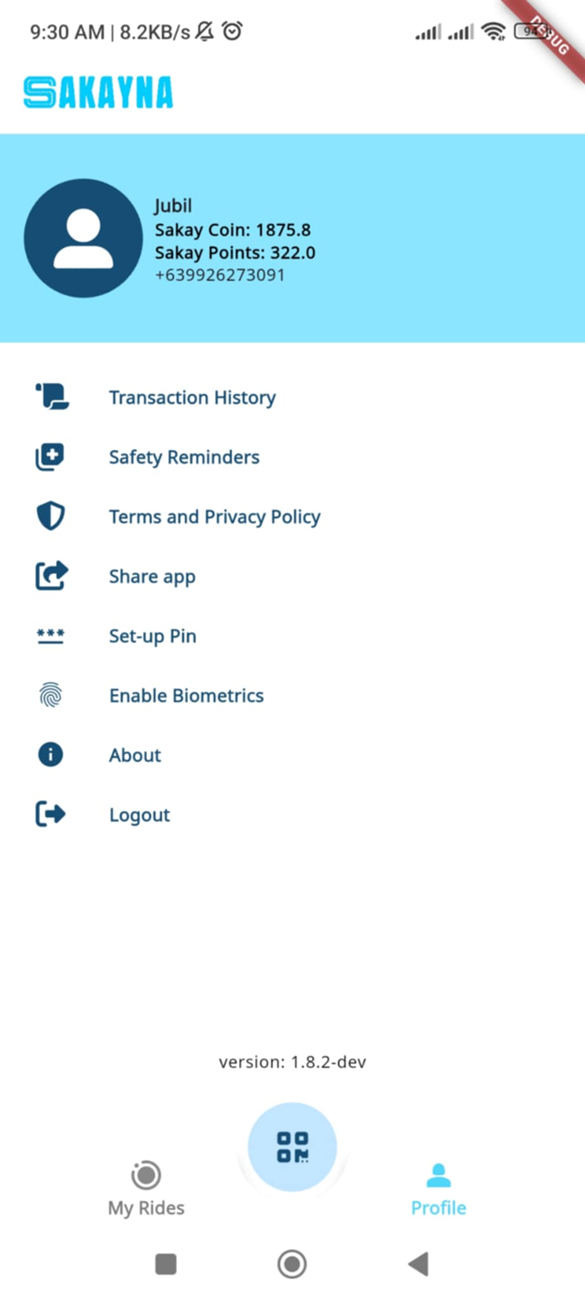 9:30 AM | 8.2KB/s
DEBUG
SAKAYNA
Jubil
Sakay Coin: 1875.8
Sakay Points: 322.0
+639926273091
Transaction History
Safety Reminders
Terms and Privacy Policy
Share app
Set-up Pin
Enable Biometrics
About
Logout
version: 1.8.2-dev
My Rides
Profile